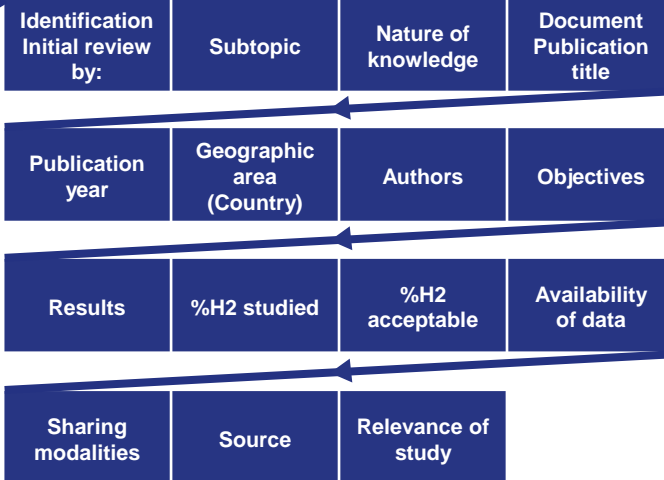 Identification
Initial review
by:
Subtopic
Nature of
knowledge
Document
Publication
title
Publication
year
Geographic
area
(Country)
Authors
Objectives
Results
%H2 studied
%H2
acceptable
Availability
of data
Sharing
modalities
Source
Relevance of
study